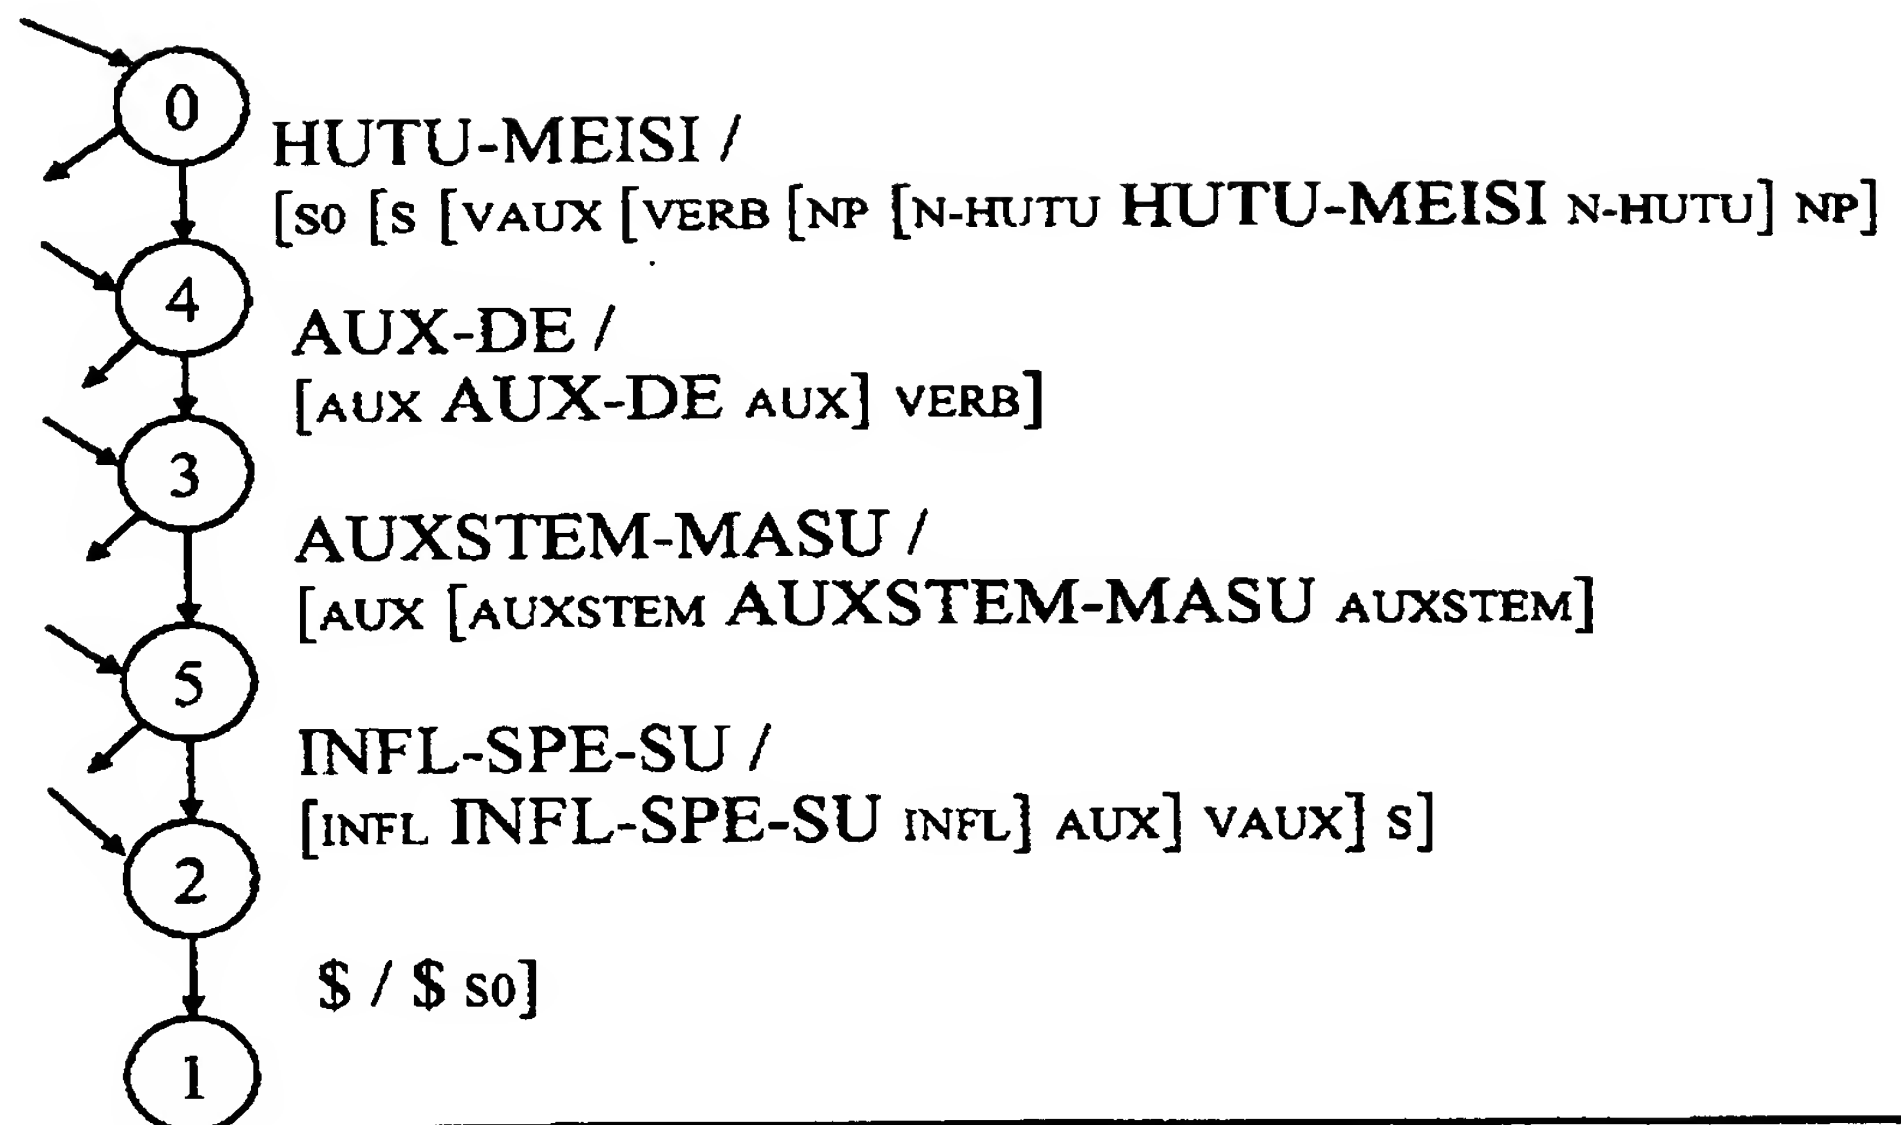 0
HUTU-MEISI /
[S0 [S [VAUX [VERB [NP [N-HUTU HUTU-MEISI N-HUTU] NP]
4
AUX-DE /
[AUX AUX-DE AUX] VERB]
3
AUXSTEM-MASU /
[AUX [AUXSTEM AUXSTEM-MASU AUXSTEM]
5
INFL-SPE-SU /
[INFL INFL-SPE-SU INFL] AUX] VAUX] S]
2
$ / $ S0]
1